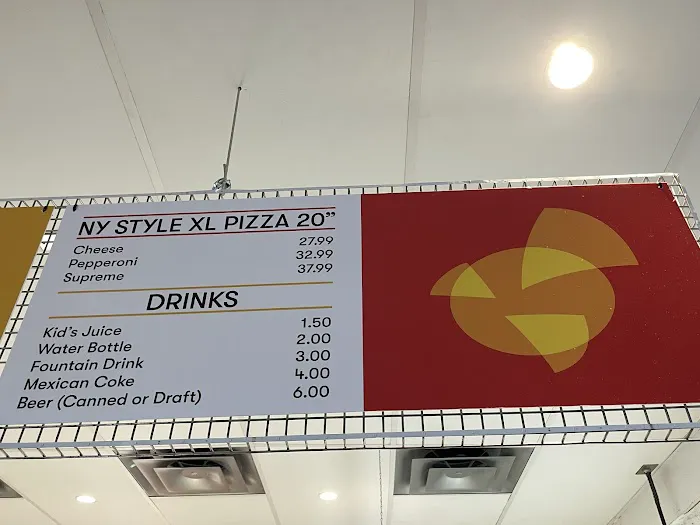 NY STYLE XL PIZZA 20”
Cheese 27.99
Pepperoni 32.99
Supreme 37.99
DRINKS
Kid's Juice 1.50
Water Bottle 2.00
Fountain Drink 3.00
Mexican Coke 4.00
Beer (Canned or Draft) 6.00